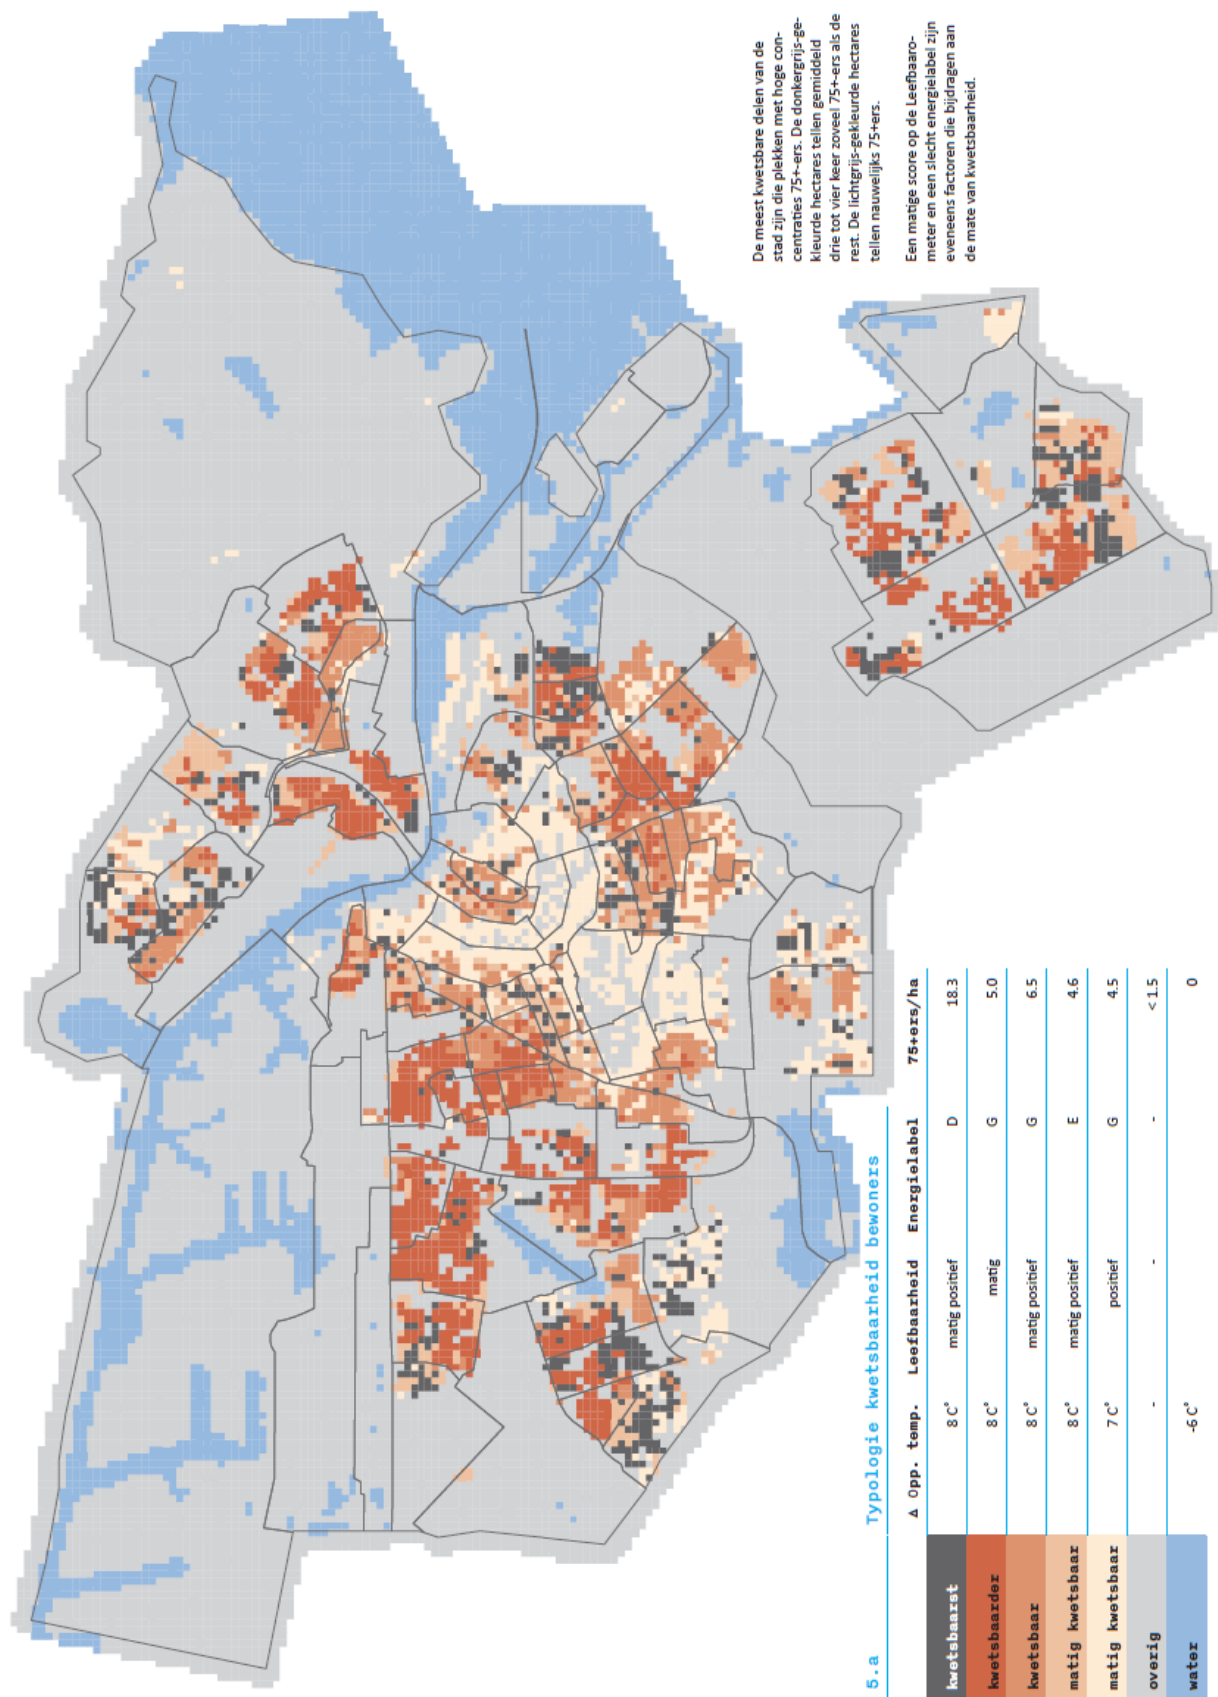 De meest kwetsbare delen van de
stad zijn die plekken met hoge con-
centraties 75+-ers. De donkergrijs-ge-
kleurde hectares tellen gemiddeld
drie tot vier keer zoveel 75+-ers als de
rest. De lichtgrijs-gekleurde hectares
tellen nauwelijks 75+ers.
Een matige score op de Leefbaaro-
meter en een slecht energielabel zijn
eveneens factoren die bijdragen aan
de mate van kwetsbaarheid.
5.a Typologie kwetsbaarheid bewoners
Δ Opp. temp. Leefbaarheid Energielabel 75+ers/ha
kwetsbaarst 8 C° matig positief D 18.3
kwetsbaarder 8 C° matig G 5.0
kwetsbaar 8 C° matig positief G 6.5
matig kwetsbaar 8 C° matig positief E 4.6
matig kwetsbaar 7 C° positief G 4.5
overig - - - < 1.5
water -6 C° 0